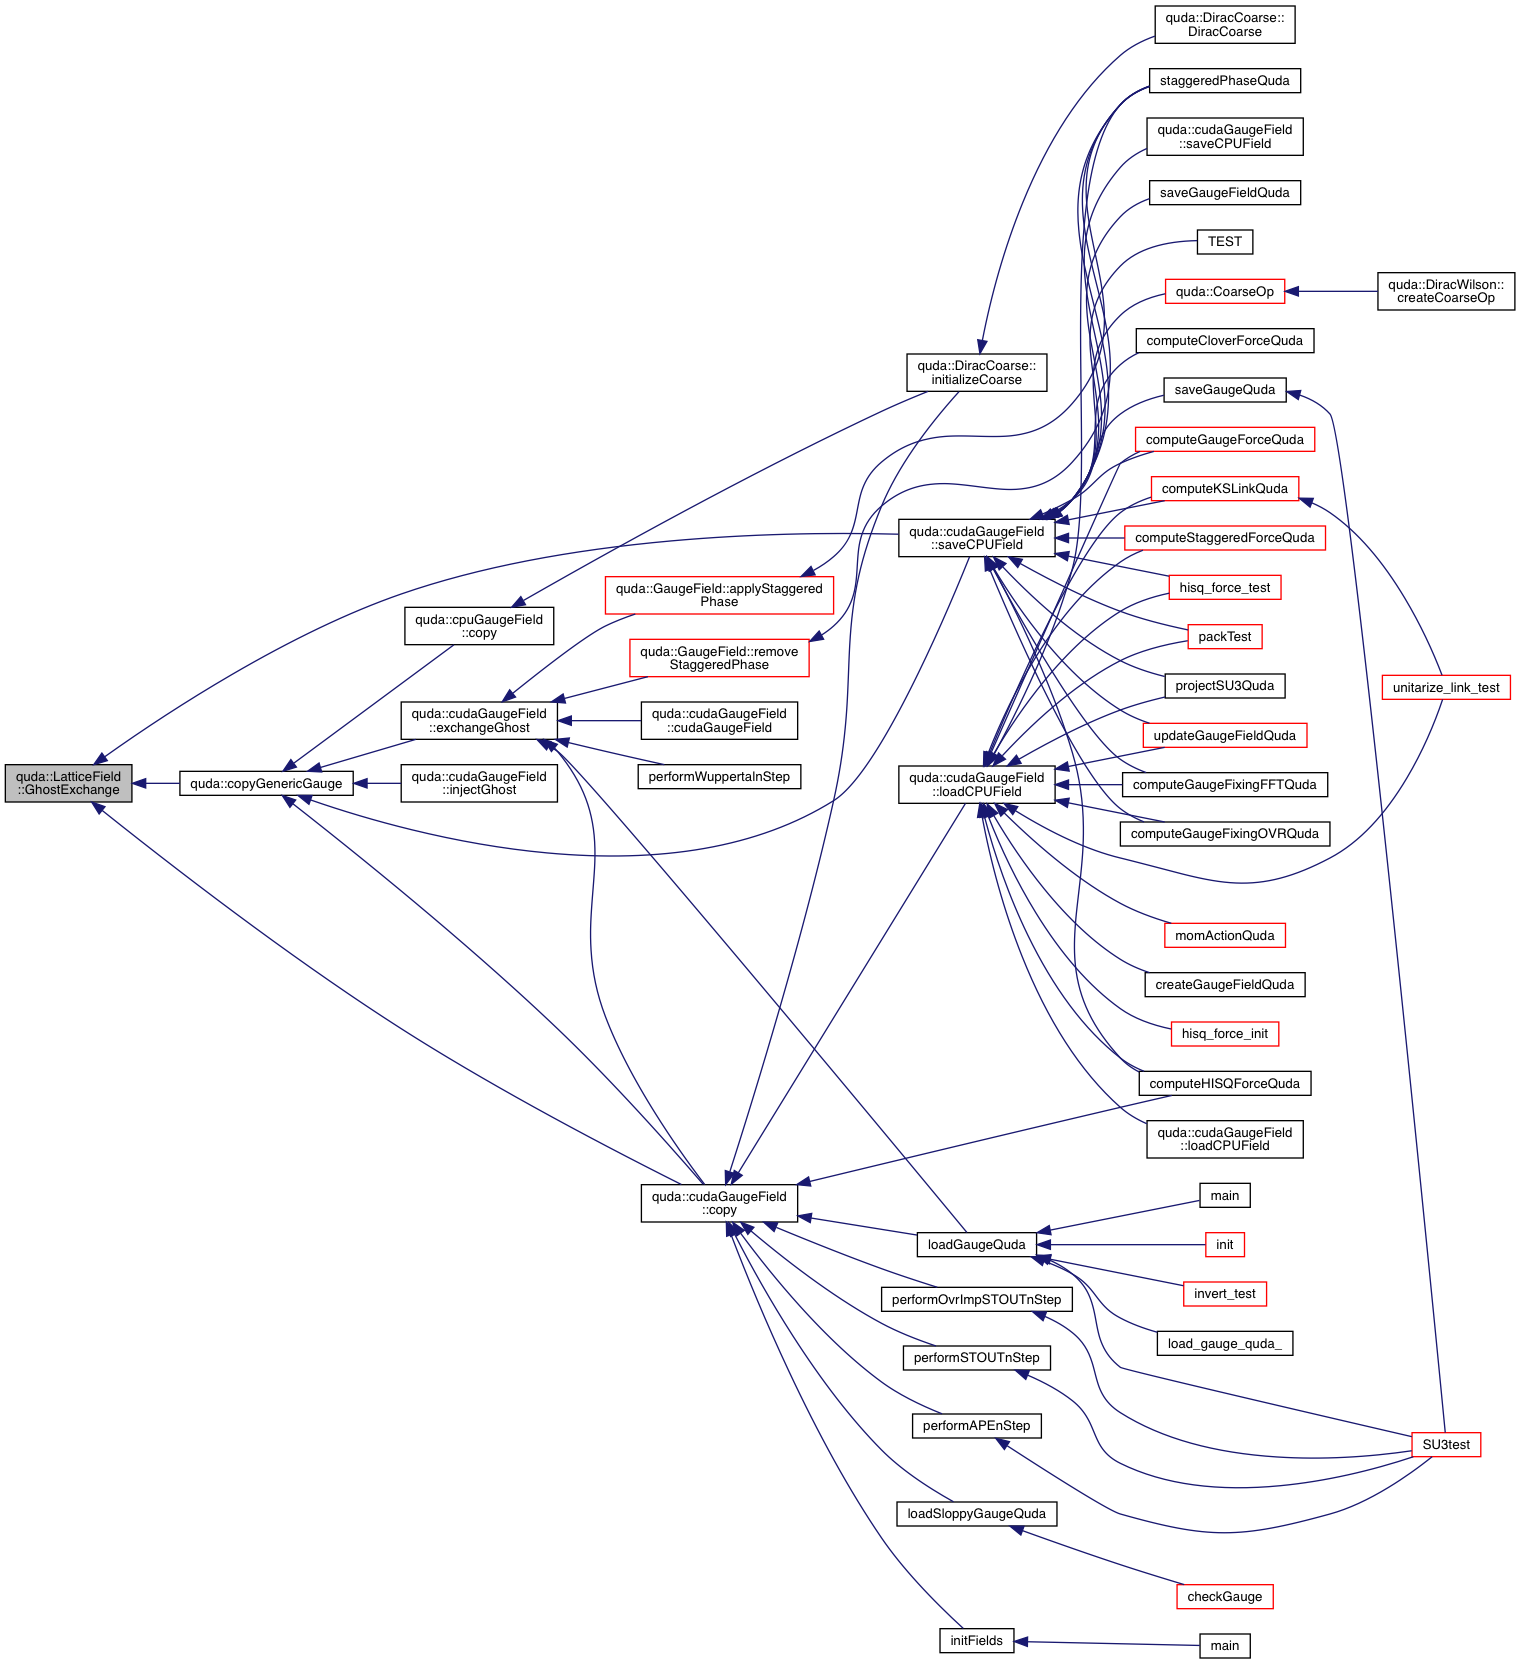 quda::DiracCoarse::
DiracCoarse
staggeredPhaseQuda
quda::cudaGaugeField
::saveCPUField
saveGaugeFieldQuda
TEST
quda::CoarseOp
quda::DiracWilson::
createCoarseOp
computeCloverForceQuda
quda::DiracCoarse::
initializeCoarse
saveGaugeQuda
computeGaugeForceQuda
computeKSLinkQuda
quda::cudaGaugeField
::saveCPUField
computeStaggeredForceQuda
quda::GaugeField::applyStaggered
Phase
hisq_force_test
quda::cpuGaugeField
::copy
packTest
quda::GaugeField::remove
StaggeredPhase
projectSU3Quda
unitarize_link_test
quda::cudaGaugeField
::exchangeGhost
quda::cudaGaugeField
::cudaGaugeField
updateGaugeFieldQuda
quda::LatticeField
::GhostExchange
quda::copyGenericGauge
quda::cudaGaugeField
::injectGhost
performWuppertalnStep
quda::cudaGaugeField
::loadCPUField
computeGaugeFixingFFTQuda
computeGaugeFixingOVRQuda
momActionQuda
createGaugeFieldQuda
hisq_force_init
computeHISQForceQuda
quda::cudaGaugeField
::loadCPUField
quda::cudaGaugeField
::copy
main
loadGaugeQuda
init
performOvrImpSTOUTnStep
invert_test
load_gauge_quda_
performSTOUTnStep
performAPEnStep
SU3test
loadSloppyGaugeQuda
checkGauge
initFields
main